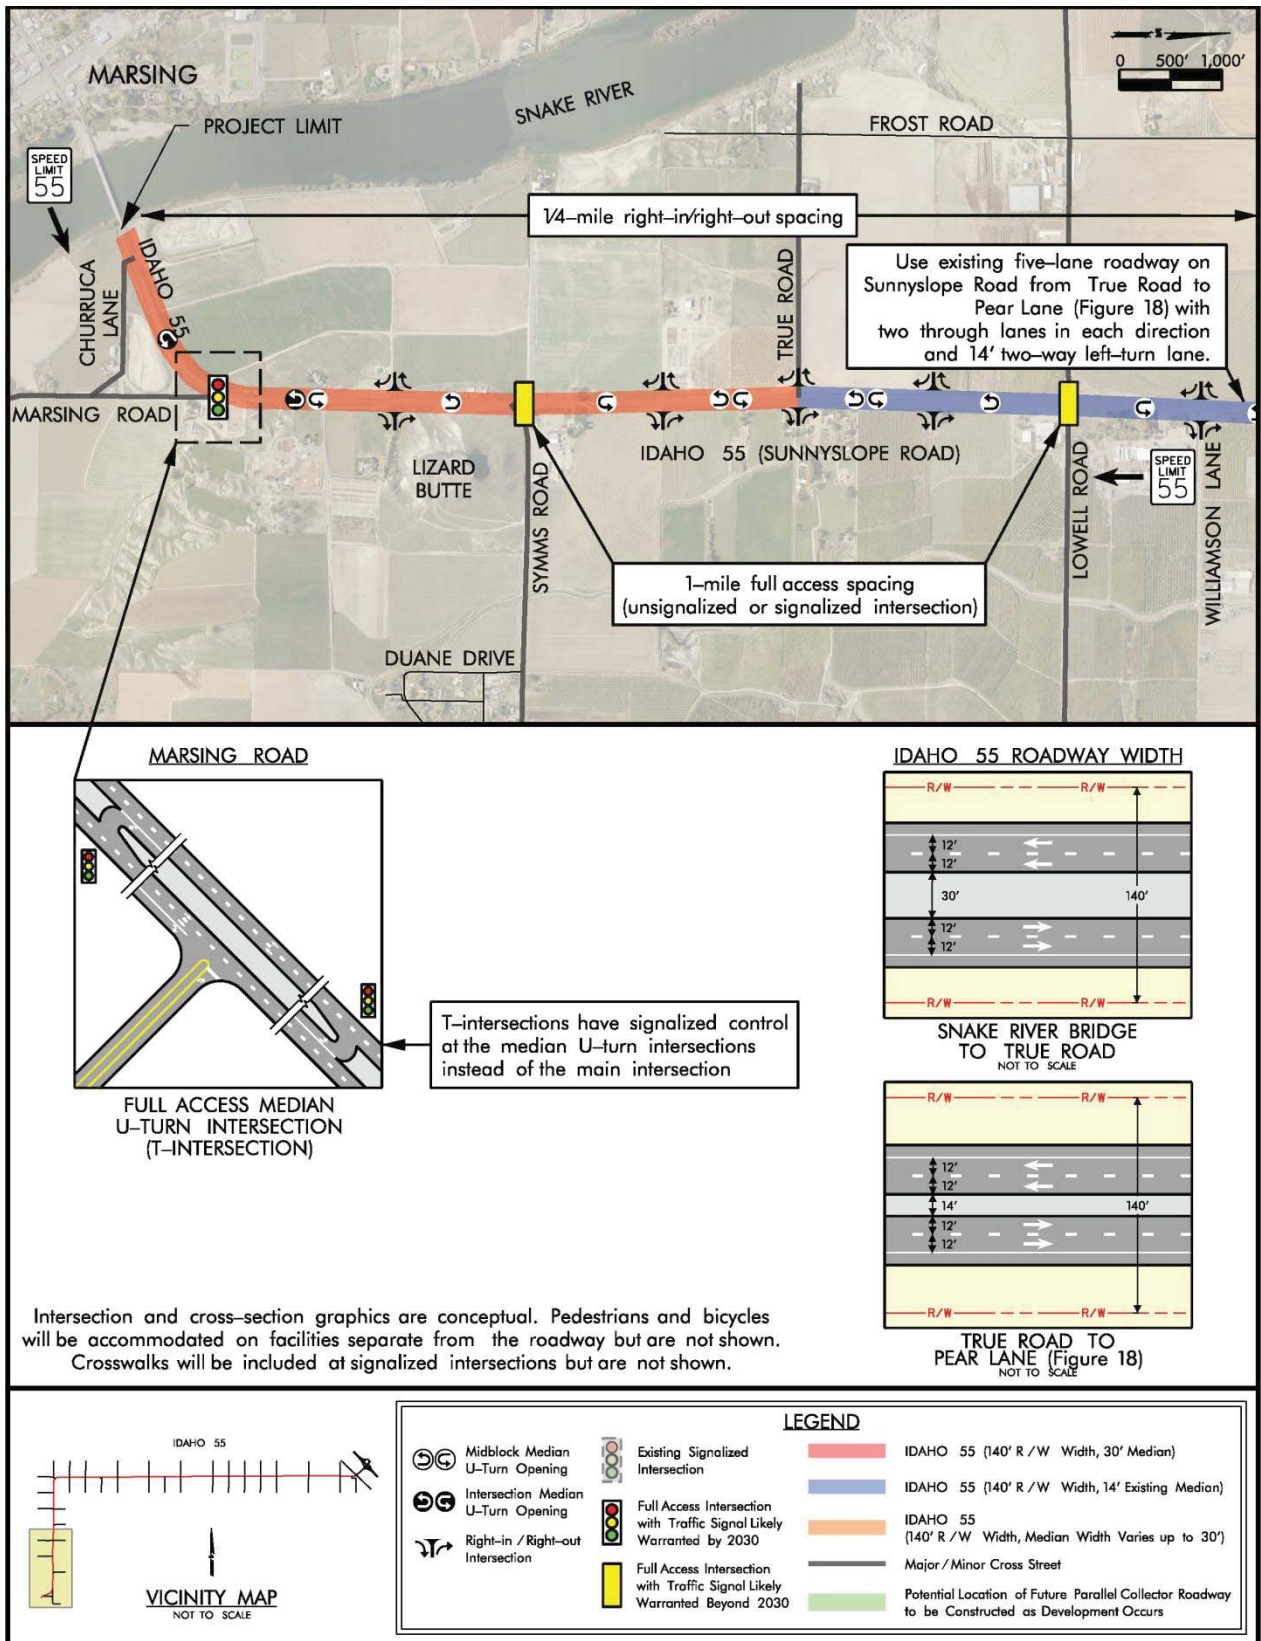 MARSING
SNAKE RIVER
S
0 500' 1,000'
PROJECT LIMIT
FROST ROAD
SPEED
LIMIT
55
1/4–mile right–in/right–out spacing
IDAHO 55
CHURRUCA
LANE
TRUE ROAD
Use existing five–lane roadway on
Sunnyslope Road from True Road to
Pear Lane (Figure 18) with
two through lanes in each direction
and 14' two–way left–turn lane.
MARSING ROAD
LIZARD
BUTTE
SYMMS ROAD
IDAHO 55 (SUNNYSLOPE ROAD)
LOWELL ROAD
SPEED
LIMIT
55
WILLIAMSON LANE
1–mile full access spacing
(unsignalized or signalized intersection)
DUANE DRIVE
MARSING ROAD
T–intersections have signalized control
at the median U–turn intersections
instead of the main intersection
FULL ACCESS MEDIAN
U–TURN INTERSECTION
(T–INTERSECTION)
IDAHO 55 ROADWAY WIDTH
R/W R/W
12'
12'
30' 140'
12'
12'
R/W R/W
SNAKE RIVER BRIDGE
TO TRUE ROAD
NOT TO SCALE
R/W R/W
12'
12'
14' 140'
12'
12'
R/W R/W
TRUE ROAD TO
PEAR LANE (Figure 18)
NOT TO SCALE
Intersection and cross–section graphics are conceptual. Pedestrians and bicycles
will be accommodated on facilities separate from the roadway but are not shown.
Crosswalks will be included at signalized intersections but are not shown.
IDAHO 55
VICINITY MAP
NOT TO SCALE
LEGEND
Midblock Median
U–Turn Opening
Intersection Median
U–Turn Opening
Right–in / Right–out
Intersection
Existing Signalized
Intersection
Full Access Intersection
with Traffic Signal Likely
Warranted by 2030
Full Access Intersection
with Traffic Signal Likely
Warranted Beyond 2030
IDAHO 55 (140' R/W Width, 30' Median)
IDAHO 55 (140' R/W Width, 14' Existing Median)
IDAHO 55
(140' R/W Width, Median Width Varies up to 30')
Major / Minor Cross Street
Potential Location of Future Parallel Collector Roadway
to be Constructed as Development Occurs